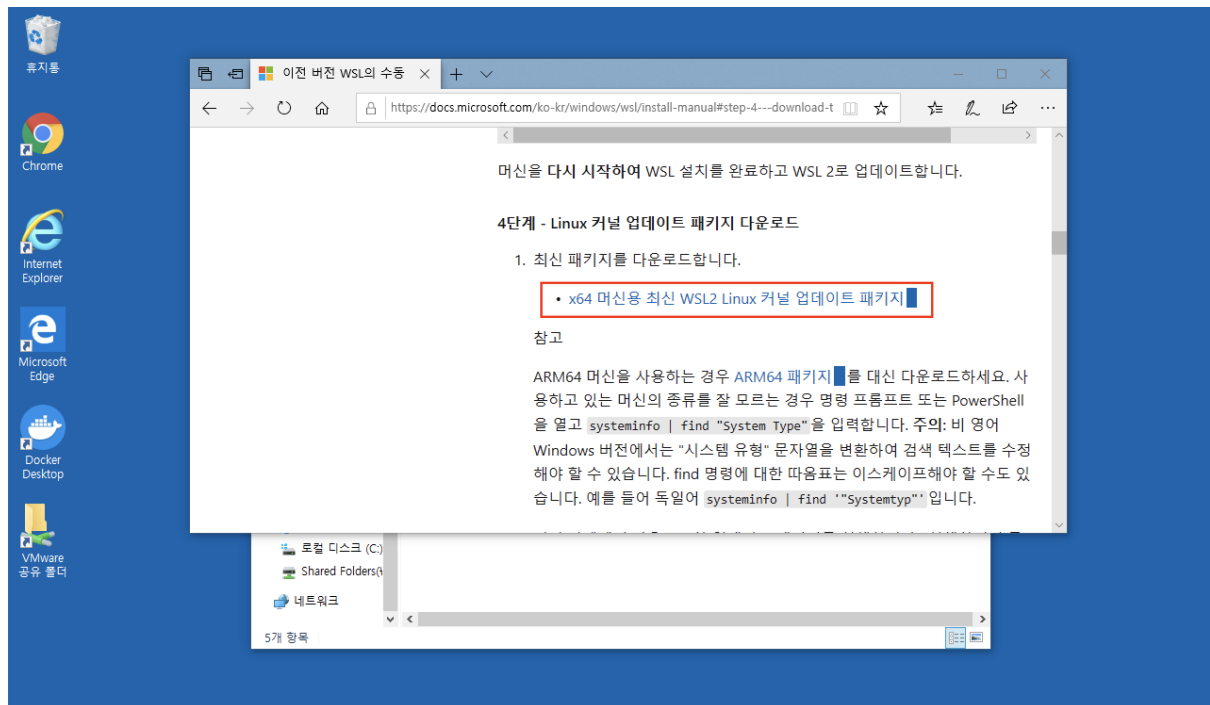 휴지통
Chrome
Internet
Explorer
Microsoft
Edge
Docker
Desktop
VMware
공유 폴더
이전 버전 WSL의 수동
https://docs.microsoft.com/ko-kr/windows/wsl/install-manual#step-4---download-t
머신을 다시 시작하여 WSL 설치를 완료하고 WSL 2로 업데이트합니다.
4단계 - Linux 커널 업데이트 패키지 다운로드
1. 최신 패키지를 다운로드합니다.
• x64 머신용 최신 WSL2 Linux 커널 업데이트 패키지
참고
ARM64 머신을 사용하는 경우 ARM64 패키지를 대신 다운로드하세요. 사
용하고 있는 머신의 종류를 잘 모르는 경우 명령 프롬프트 또는 PowerShell
을 열고 systeminfo | find "System Type"을 입력합니다. 주의: 비 영어
Windows 버전에서는 "시스템 유형" 문자열을 변환하여 검색 텍스트를 수정
해야 할 수 있습니다. find 명령에 대한 따옴표는 이스케이프해야 할 수도 있
습니다. 예를 들어 독일어 systeminfo | find '"Systemtyp"'입니다.
로컬 디스크 (C:)
Shared Folders(\
네트워크
5개 항목